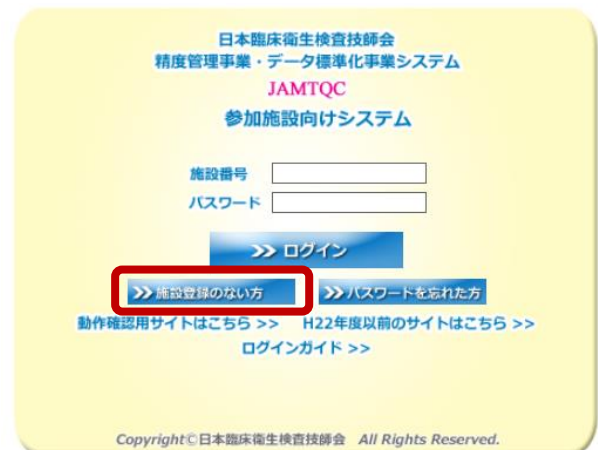 日本臨床衛生検査技師会
精度管理事業・データ標準化事業システム
JAMTQC
参加施設向けシステム
施設番号
パスワード
>> ログイン
>> 施設登録のない方 >> パスワードを忘れた方
動作確認用サイトはこちら >> H22年度以前のサイトはこちら >>
ログインガイド >>
Copyright©日本臨床衛生検査技師会 All Rights Reserved.